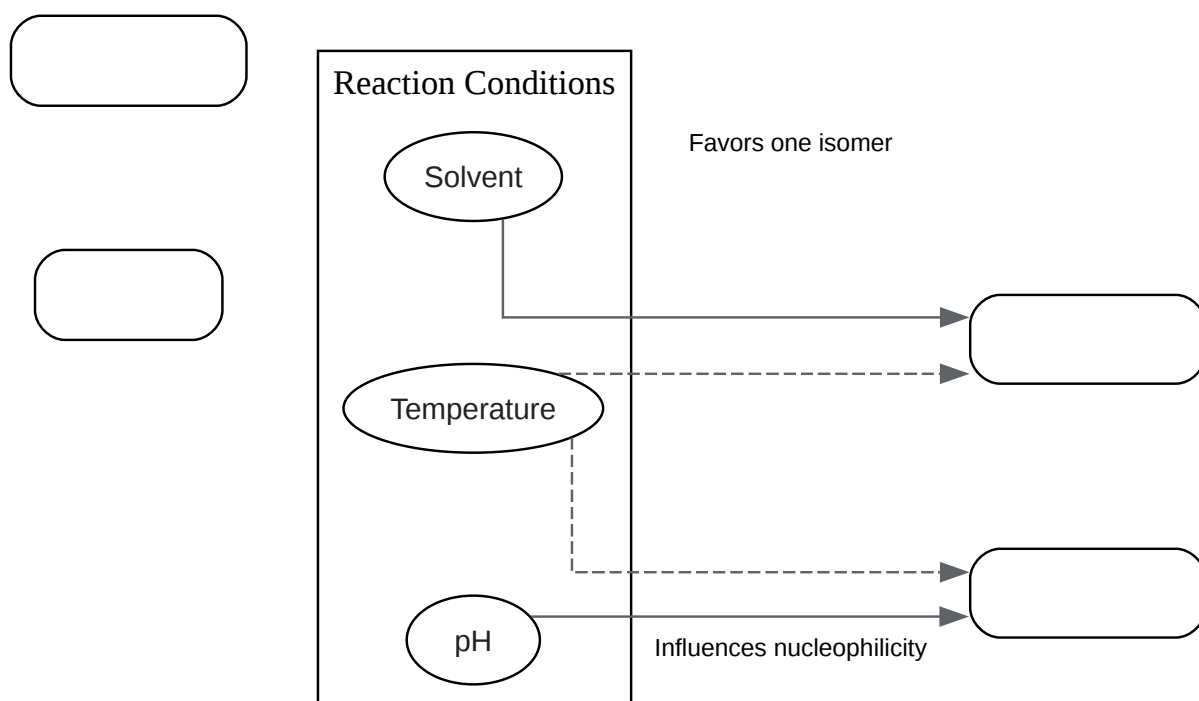 Reaction Conditions
Solvent
Favors one isomer
Temperature
pH
Influences nucleophilicity